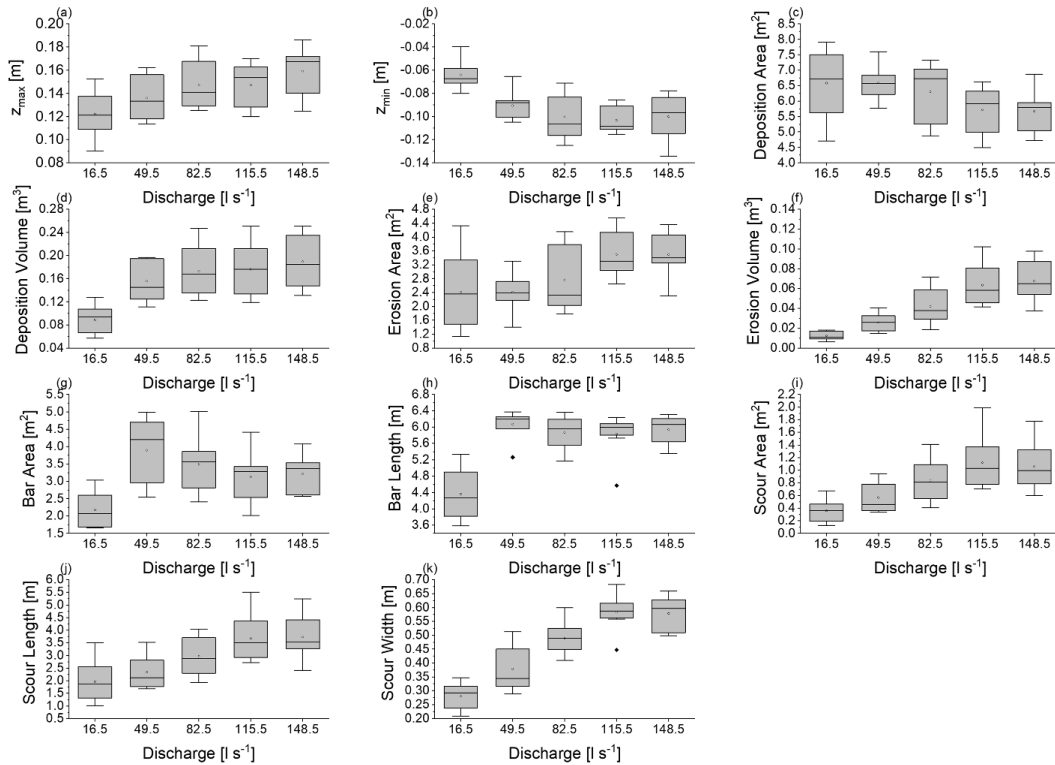 (a)
z_max [m]
0.20
0.18
0.16
0.14
0.12
0.10
0.08
16.5 49.5 82.5 115.5 148.5
Discharge [l s⁻¹]
(b)
z_min [m]
-0.02
-0.04
-0.06
-0.08
-0.10
-0.12
-0.14
16.5 49.5 82.5 115.5 148.5
Discharge [l s⁻¹]
(c)
Deposition Area [m²]
8.5
8.0
7.5
7.0
6.5
6.0
5.5
5.0
4.5
4.0
16.5 49.5 82.5 115.5 148.5
Discharge [l s⁻¹]
(d)
Deposition Volume [m³]
0.28
0.24
0.20
0.16
0.12
0.08
0.04
16.5 49.5 82.5 115.5 148.5
Discharge [l s⁻¹]
(e)
Erosion Area [m²]
4.8
4.4
4.0
3.6
3.2
2.8
2.4
2.0
1.6
1.2
0.8
16.5 49.5 82.5 115.5 148.5
Discharge [l s⁻¹]
(f)
Erosion Volume [m³]
0.14
0.12
0.10
0.08
0.06
0.04
0.02
0.00
16.5 49.5 82.5 115.5 148.5
Discharge [l s⁻¹]
(g)
Bar Area [m²]
5.5
5.0
4.5
4.0
3.5
3.0
2.5
2.0
1.5
16.5 49.5 82.5 115.5 148.5
Discharge [l s⁻¹]
(h)
Bar Length [m]
6.8
6.4
6.0
5.6
5.2
4.8
4.4
4.0
3.6
16.5 49.5 82.5 115.5 148.5
Discharge [l s⁻¹]
(i)
Scour Area [m²]
2.2
2.0
1.8
1.6
1.4
1.2
1.0
0.8
0.6
0.4
0.2
0.0
16.5 49.5 82.5 115.5 148.5
Discharge [l s⁻¹]
(j)
Scour Length [m]
6.0
5.5
5.0
4.5
4.0
3.5
3.0
2.5
2.0
1.5
1.0
0.5
16.5 49.5 82.5 115.5 148.5
Discharge [l s⁻¹]
(k)
Scour Width [m]
0.70
0.65
0.60
0.55
0.50
0.45
0.40
0.35
0.30
0.25
0.20
16.5 49.5 82.5 115.5 148.5
Discharge [l s⁻¹]